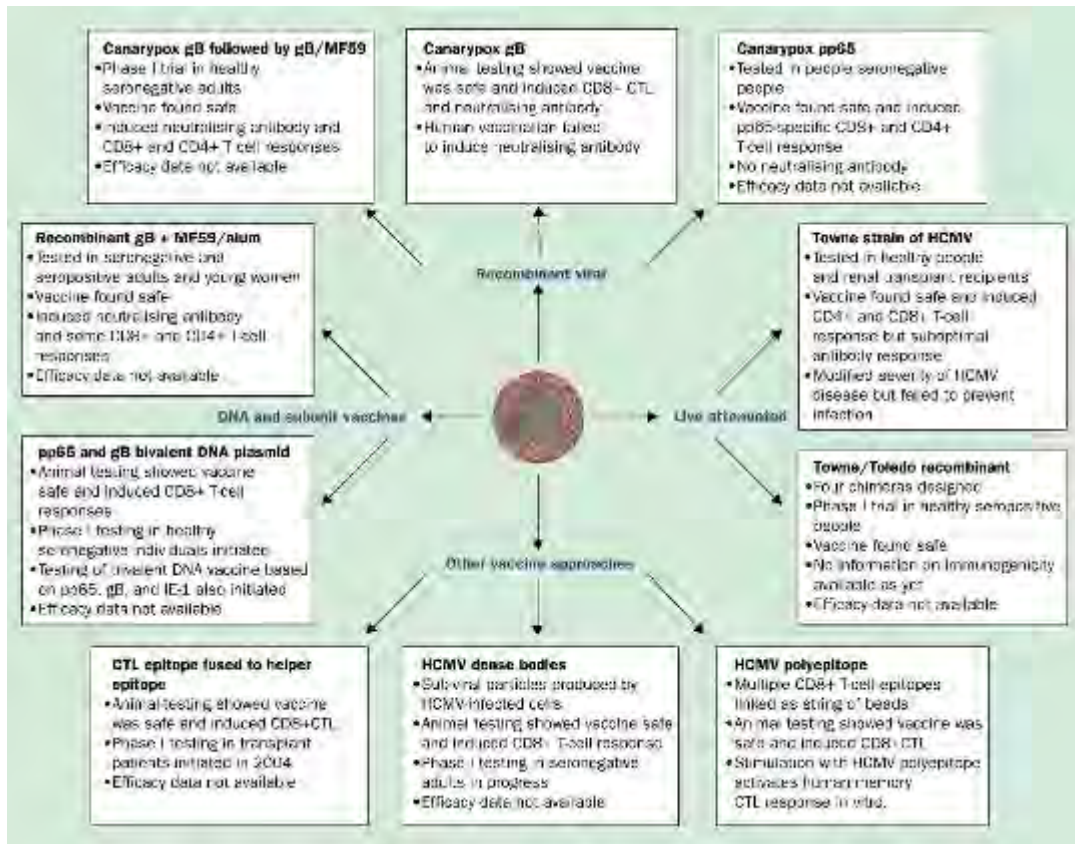 Canarypox gB followed by gB/MF59
•Phase I trial in healthy
seronegative adults
•Vaccine found safe
•Induced neutralising antibody and
CD8+ and CD4+ T cell responses
•Efficacy data not available
Canarypox gB
•Animal testing showed vaccine
was safe and induced CD8+ CTL
and neutralising antibody
•Human vaccination failed
to induce neutralising antibody
Canarypox pp65
•Tested in people seronegative
people
•Vaccine found safe and induced
pp65-specific CD8+ and CD4+
T-cell response
•No neutralising antibody
•Efficacy data not available
Recombinant gB + MF59/alum
•Tested in seronegative and
seropositive adults and young women
•Vaccine found safe
•Induced neutralising antibody
and some CD8+ and CD4+ T-cell
responses
•Efficacy data not available
Recombinant viral
Towne strain of HCMV
•Tested in healthy people
and renal transplant recipients
•Vaccine found safe and induced
CD4+ and CD8+ T-cell
response but suboptimal
antibody response
•Modified severity of HCMV
disease but failed to prevent
infection
DNA and subunit vaccines
Live attenuated
pp65 and gB bivalent DNA plasmid
•Animal testing showed vaccine
safe and induced CD8+ T-cell
responses
•Phase I testing in healthy
seronegative individuals initiated
•Testing of trivalent DNA vaccine based
on pp65, gB, and IE-1 also initiated
•Efficacy data not available
Towne/Toledo recombinant
•Four chimeras designed
•Phase I trial in healthy seropositive
people
•Vaccine found safe
•No information on immunogenicity
available as yet
•Efficacy data not available
Other vaccine approaches
CTL epitope fused to helper
epitope
•Animal-testing showed vaccine
was safe and induced CD8+CTL
•Phase I testing in transplant
patients initiated in 2004
•Efficacy data not available
HCMV dense bodies
•Sub-viral particles produced by
HCMV-infected cells
•Animal testing showed vaccine safe
and induced CD8+ T-cell response
•Phase I testing in seronegative
adults in progress
•Efficacy data not available
HCMV polyepitope
•Multiple CD8+ T-cell epitopes
linked as string of beads
•Animal testing showed vaccine was
safe and induced CD8+ CTL
•Stimulation with HCMV polyepitope
activates human memory
CTL response in vitro.